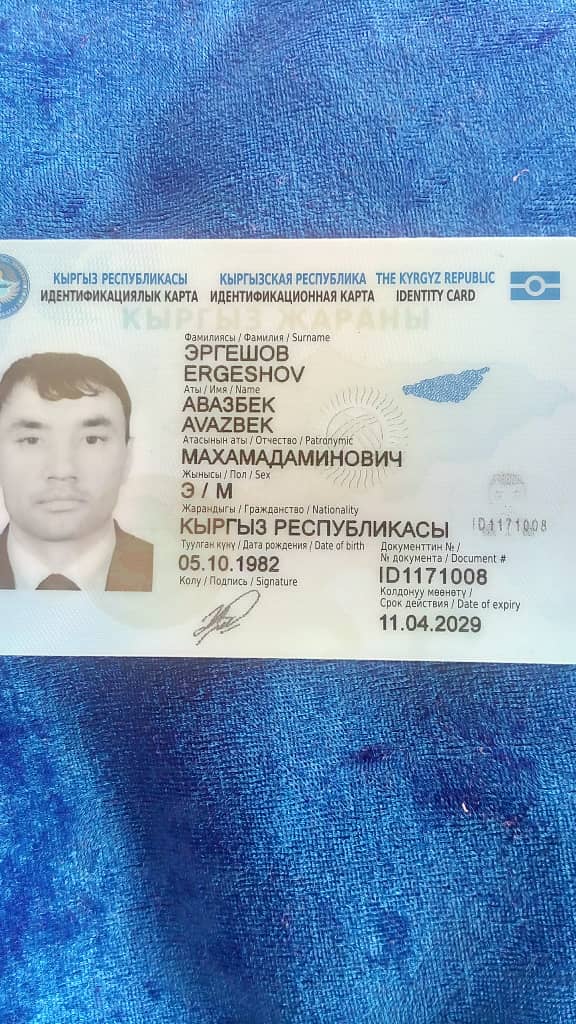 КЫРГЫЗ РЕСПУБЛИКАСЫ КЫРГЫЗСКАЯ РЕСПУБЛИКА THE KYRGYZ REPUBLIC
ИДЕНТИФИКАЦИЯЛЫК КАРТА ИДЕНТИФИКАЦИОННАЯ КАРТА IDENTITY CARD
КЫРГЫЗ ЖАРАНЫ
Фамилиясы / Фамилия / Surname
ЭРГЕШОВ
ERGESHOV
Аты / Имя / Name
АВАЗБЕК
AVAZBEK
Атасынын аты / Отчество / Patronymic
МАХАМАДАМИНОВИЧ
Жынысы / Пол / Sex
Э / М
Жарандыгы / Гражданство / Nationality
КЫРГЫЗ РЕСПУБЛИКАСЫ
ID1171008
Туулган күнү / Дата рождения / Date of birth
05.10.1982
Документтин № /
№ документа / Document #
ID1171008
Колу / Подпись / Signature
Колдонуу мөөнөтү /
Срок действия / Date of expiry
11.04.2029